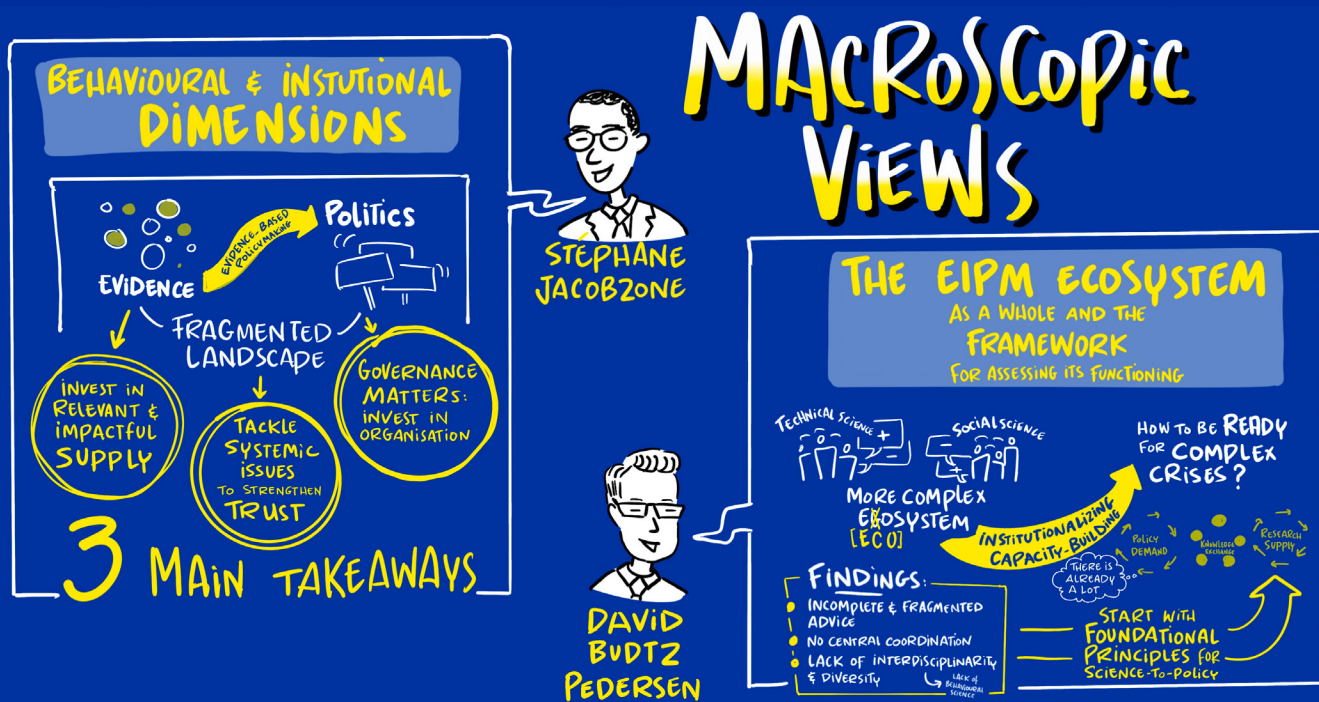 MACROSCOPIC
VIEWS
BEHAVIOURAL & INSTUTIONAL
DIMENSIONS
EVIDENCE
EVIDENCE-BASED
POLICYMAKING
POLITICS
FRAGMENTED
LANDSCAPE
INVEST IN
RELEVANT &
IMPACTFUL
SUPPLY
TACKLE
SYSTEMIC
ISSUES
TO STRENGTHEN
TRUST
GOVERNANCE
MATTERS:
INVEST IN
ORGANISATION
3 MAIN TAKEAWAYS
STÉPHANE
JACOBZONE
THE EIPM ECOSYSTEM
AS A WHOLE AND THE
FRAMEWORK
FOR ASSESSING ITS FUNCTIONING
TECHNICAL SCIENCE
SOCIAL SCIENCE
MORE COMPLEX
EGOSYSTEM
[ECO]
INSTITUTIONALIZING
CAPACITY-BUILDING
HOW TO BE READY
FOR COMPLEX
CRISES?
POLICY
DEMAND
KNOWLEDGE
EXCHANGE
RESEARCH
SUPPLY
THERE IS
ALREADY
A LOT
FINDINGS:
INCOMPLETE & FRAGMENTED
ADVICE
NO CENTRAL COORDINATION
LACK OF INTERDISCIPLINARITY
& DIVERSITY
LACK OF
BEHAVIOURAL
SCIENCE
START WITH
FOUNDATIONAL
PRINCIPLES FOR
SCIENCE-TO-POLICY
DAVID
BUDTZ
PEDERSEN